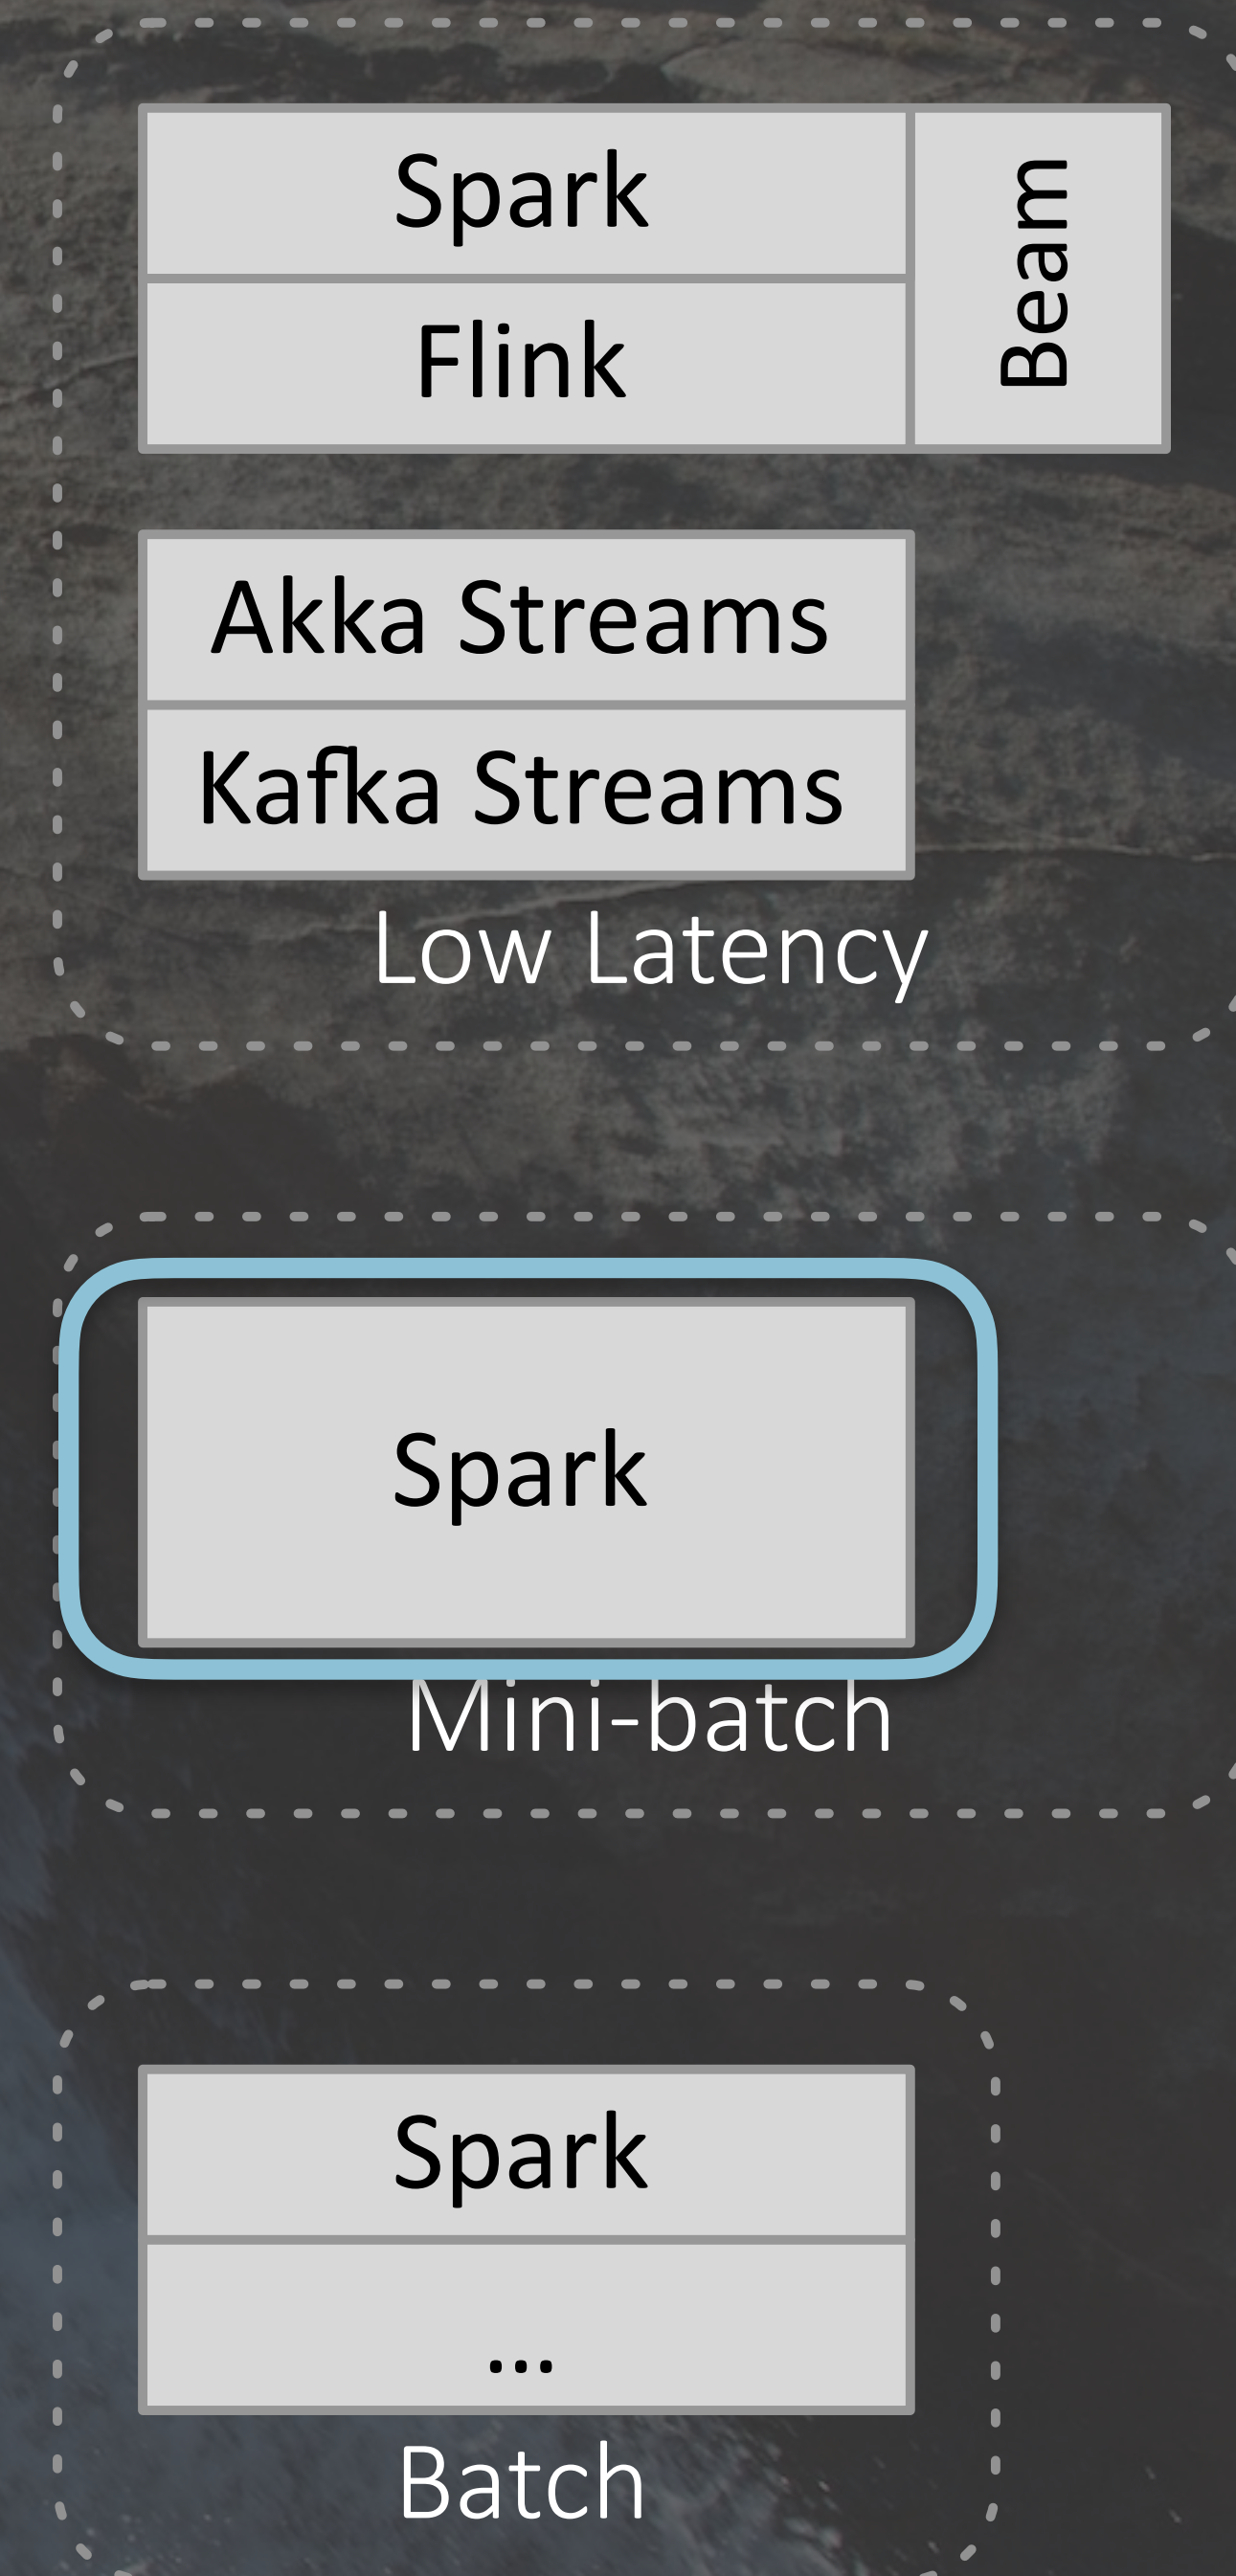 Spark
Flink
Beam
Akka Streams
Kafka Streams
Low Latency
Spark
Mini-batch
Spark
...
Batch